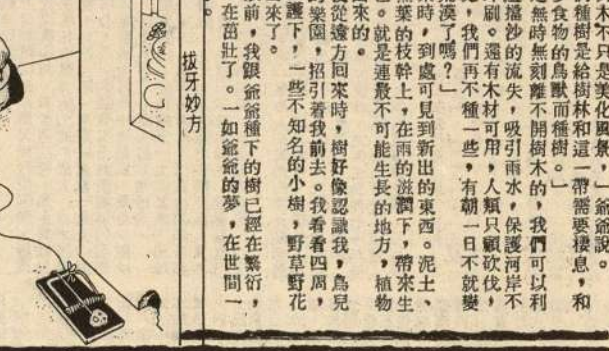 樹木不只是美化風景，」爺爺說。
的種樹是給樹林和這一帶需要棲息，和
食物的鳥獸而種樹。」
無時無刻離不開樹木的，我們可以利
擋沙的流失，吸引雨水，保護河岸不
刷。還有木材可用，人類只顧砍伐，
，我們再不種一些，有朝一日不就變
漠了嗎？」
來時，到處可見到新出的東西。泥土、
無葉的枝幹上，在雨的滋潤下，帶來生
。就是連最不可能生長的地方，植物
出來的。
從遠方回來時，樹好像認識我，鳥兒
樂園，招引着我前去。我看看四周，
護下，一些不知名的小樹，野草野花
來了。
前，我跟爺爺種下的樹已經在繁衍，
在茁壯了。一如爺爺的夢，在世間一
。
拔牙妙方